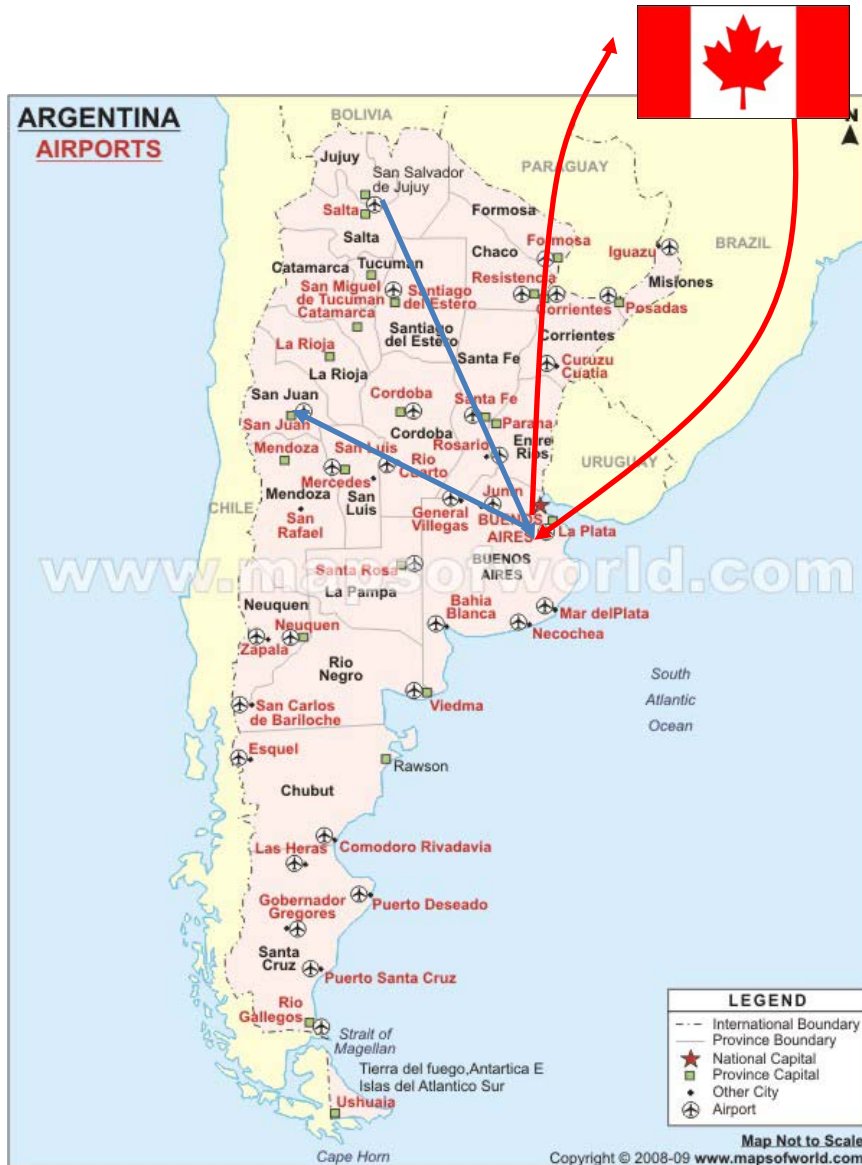 ARGENTINA
AIRPORTS
BOLIVIA
N
Jujuy
PARAGUAY
San Salvador
de Jujuy
Salta
Formosa
Salta
Formosa
Chaco
Iguazu
BRAZIL
Catamarca
Tucuman
Resistencia
Misiones
San Miguel
de Tucuman
Santiago
del Estero
Catamarca
Corrientes
Posadas
Santiago
del Estero
Corrientes
La Rioja
Santa Fe
Curuzu
Cuatia
La Rioja
San Juan
Cordoba
Santa Fe
San Juan
Cordoba
Parana
Mendoza
San Luis
Rosario
Entre
Rios
Rio
Cuarto
URUGUAY
Mercedes
Mendoza
San
Luis
Junin
CHILE
General
Villegas
BUENOS
AIRES
La Plata
San
Rafael
www.mapsofworld.com
Santa Rosa
BUENOS
AIRES
La Pampa
Neuquen
Bahia
Blanca
Mar delPlata
Neuquen
Necochea
Zapala
Rio
Negro
South
Atlantic
Ocean
San Carlos
de Bariloche
Viedma
Esquel
Rawson
Chubut
Las Heras
Comodoro Rivadavia
Gobernador
Gregores
Puerto Deseado
Santa
Cruz
Puerto Santa Cruz
Rio
Gallegos
Strait of
Magellan
Tierra del fuego,Antartica E
Islas del Atlantico Sur
Ushuaia
Cape Horn
LEGEND
International Boundary
Province Boundary
National Capital
Province Capital
Other City
Airport
Map Not to Scale
Copyright © 2008-09 www.mapsofworld.com